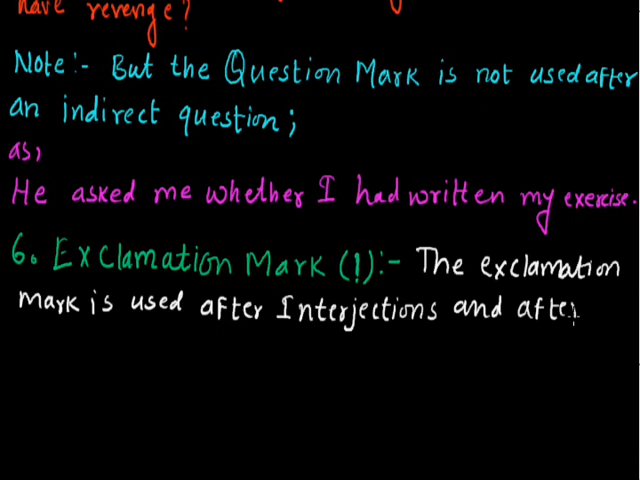 have revenge?
Note:- But the Question Mark is not used after
an indirect question;
as,
He asked me whether I had written my exercise.
6. Exclamation Mark (!):- The exclamation
mark is used after Interjections and after